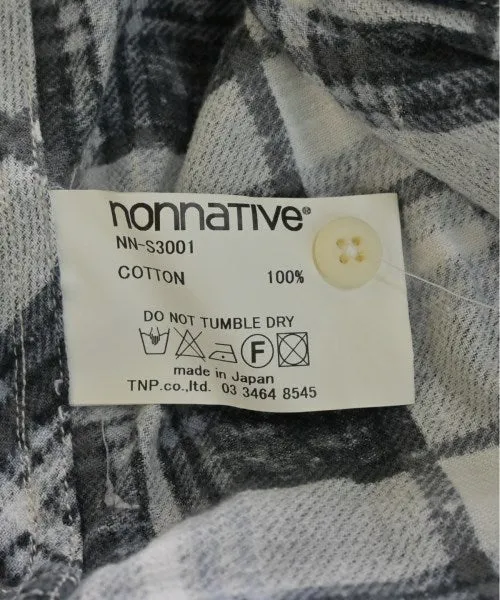 nonnative®
NN-S3001
COTTON 100%
DO NOT TUMBLE DRY
F
made in Japan
TNP.co.,ltd. 03 3464 8545